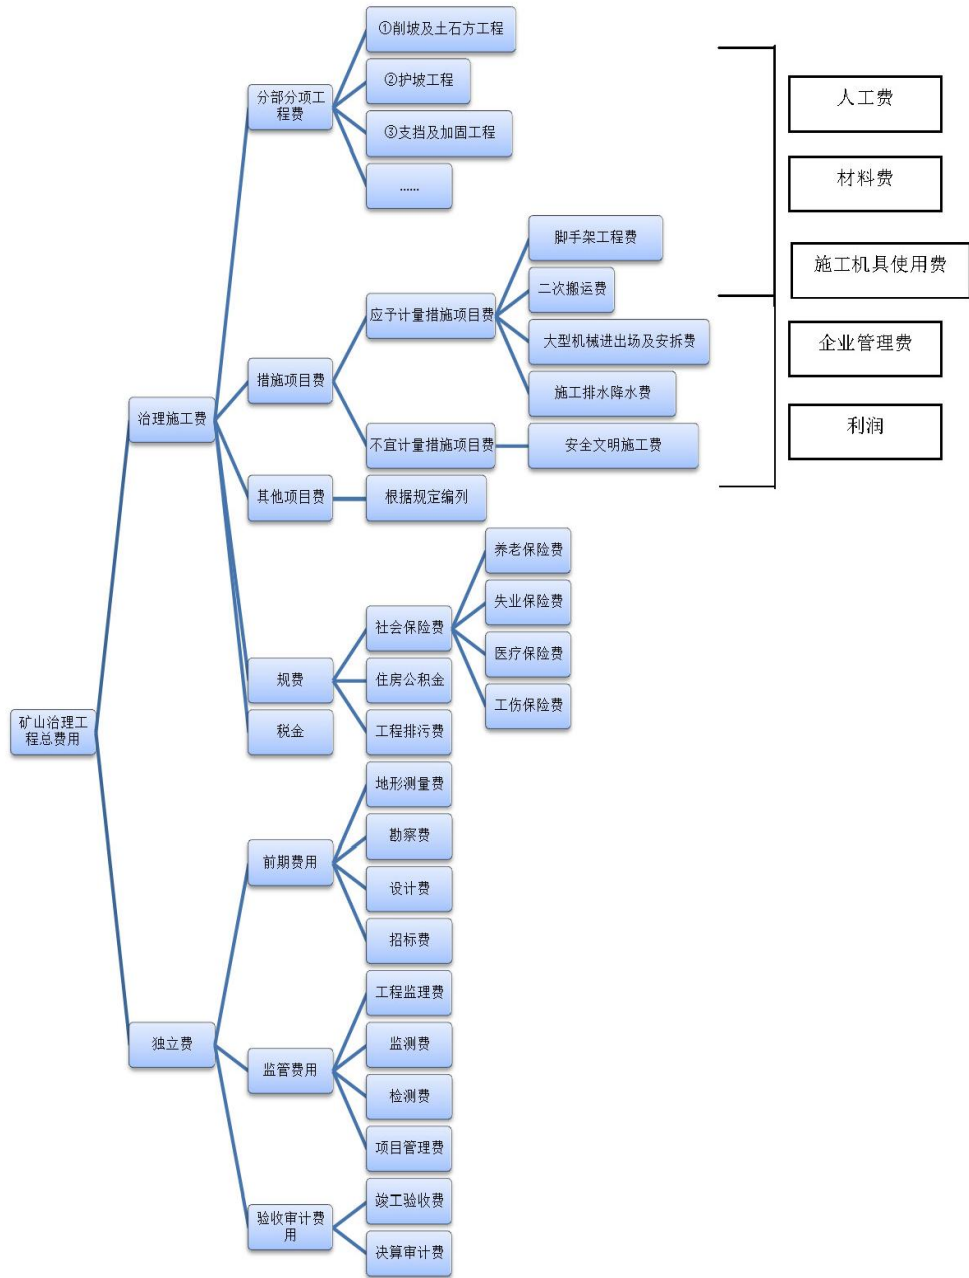 矿山治理工
程总费用
治理施工费
分部分项工
程费
①削坡及土石方工程
②护坡工程
③支挡及加固工程
......
措施项目费
应予计量措施项目费
脚手架工程费
二次搬运费
大型机械进出场及安拆费
施工排水降水费
不宜计量措施项目费
安全文明施工费
其他项目费
根据规定编列
规费
社会保险费
养老保险费
失业保险费
医疗保险费
工伤保险费
住房公积金
工程排污费
税金
独立费
前期费用
地形测量费
勘察费
设计费
招标费
监管费用
工程监理费
监测费
检测费
项目管理费
验收审计费
用
竣工验收费
决算审计费
人工费
材料费
施工机具使用费
企业管理费
利润